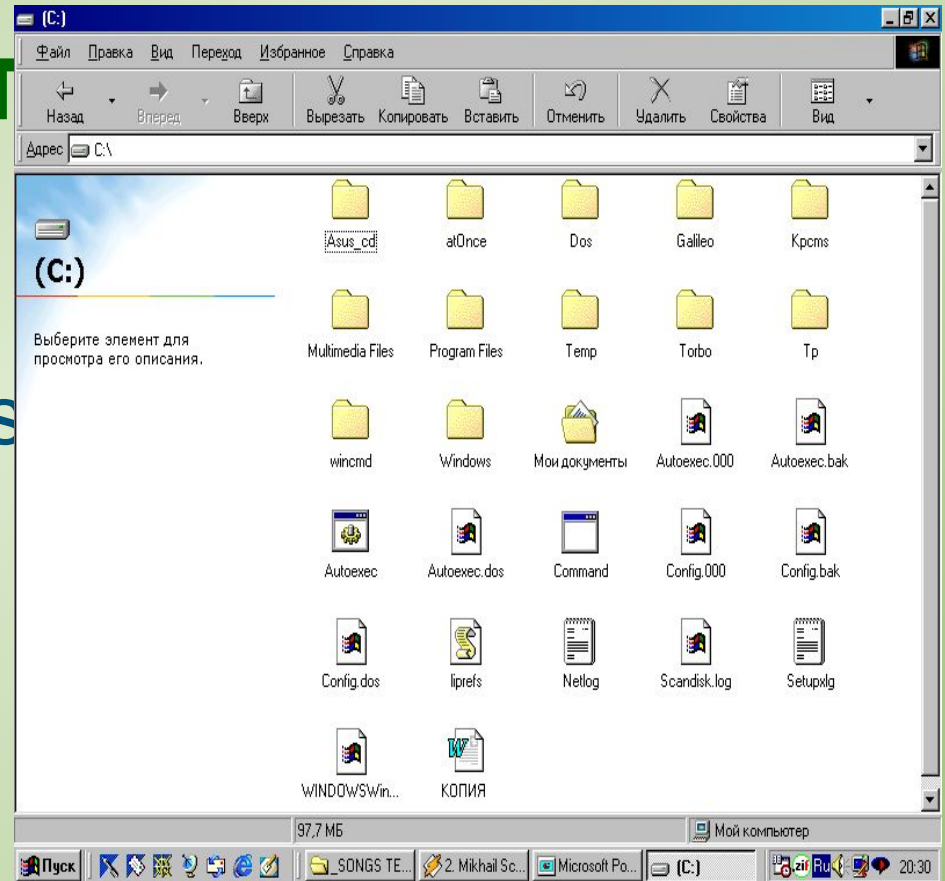 (C:)
Файл Правка Вид Переход Избранное Справка
Назад Вперед Вверх Вырезать Копировать Вставить Отменить Удалить Свойства Вид
Адрес C:\
(C:)
Выберите элемент для
просмотра его описания.
Asus_cd atOnce Dos Galileo Kpcms
Multimedia Files Program Files Temp Torbo Tp
wincmd Windows Мои документы Autoexec.000 Autoexec.bak
Autoexec Autoexec.dos Command Config.000 Config.bak
Config.dos liprefs Netlog Scandisk.log Setupxlg
WINDOWSWin... КОПИЯ
97,7 МБ Мой компьютер
Пуск _SONGS TE... 2. Mikhail Sc... Microsoft Po... (C:) zif Ru 20:30